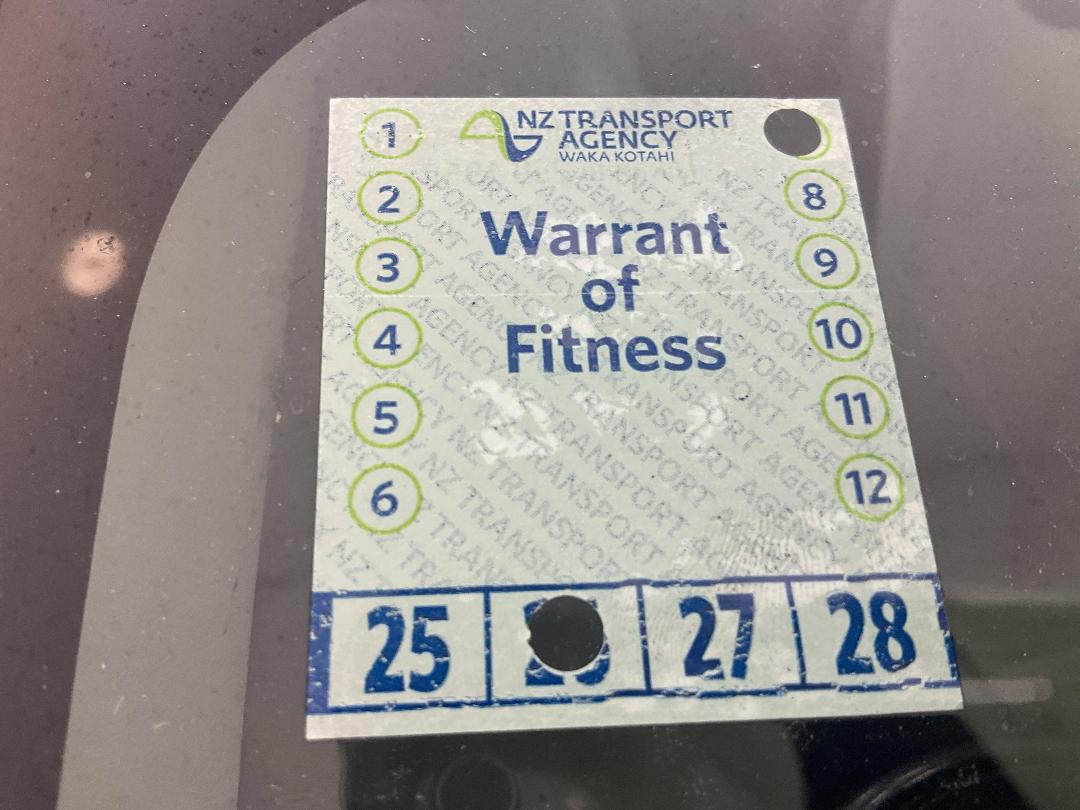 NZ TRANSPORT
AGENCY
WAKA KOTAHI
Warrant
of
Fitness
1
2
3
4
5
6
8
9
10
11
12
25
27
28